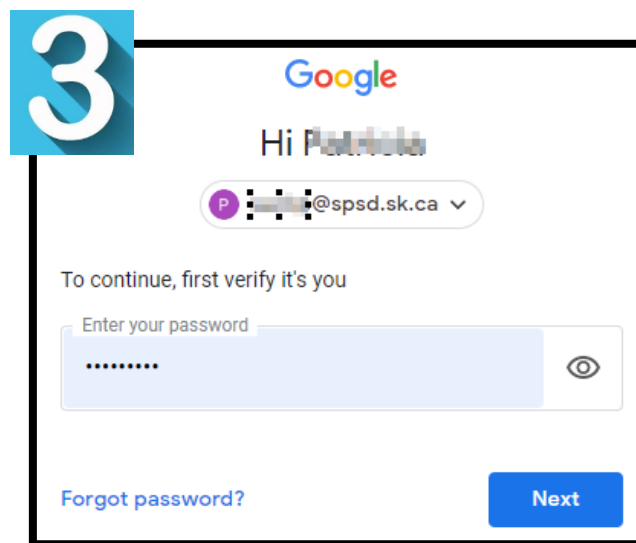 3
Google
Hi
P @spsd.sk.ca
To continue, first verify it's you
Enter your password
•••••••••
Forgot password?
Next